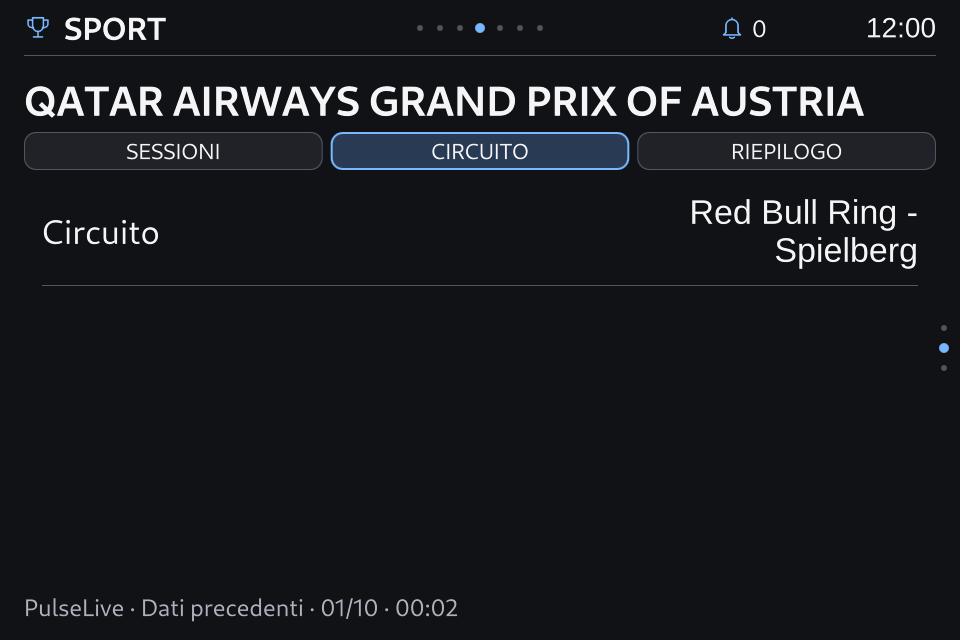 SPORT
0
12:00
QATAR AIRWAYS GRAND PRIX OF AUSTRIA
SESSIONI
CIRCUITO
RIEPILOGO
Circuito
Red Bull Ring -
Spielberg
PulseLive · Dati precedenti · 01/10 · 00:02